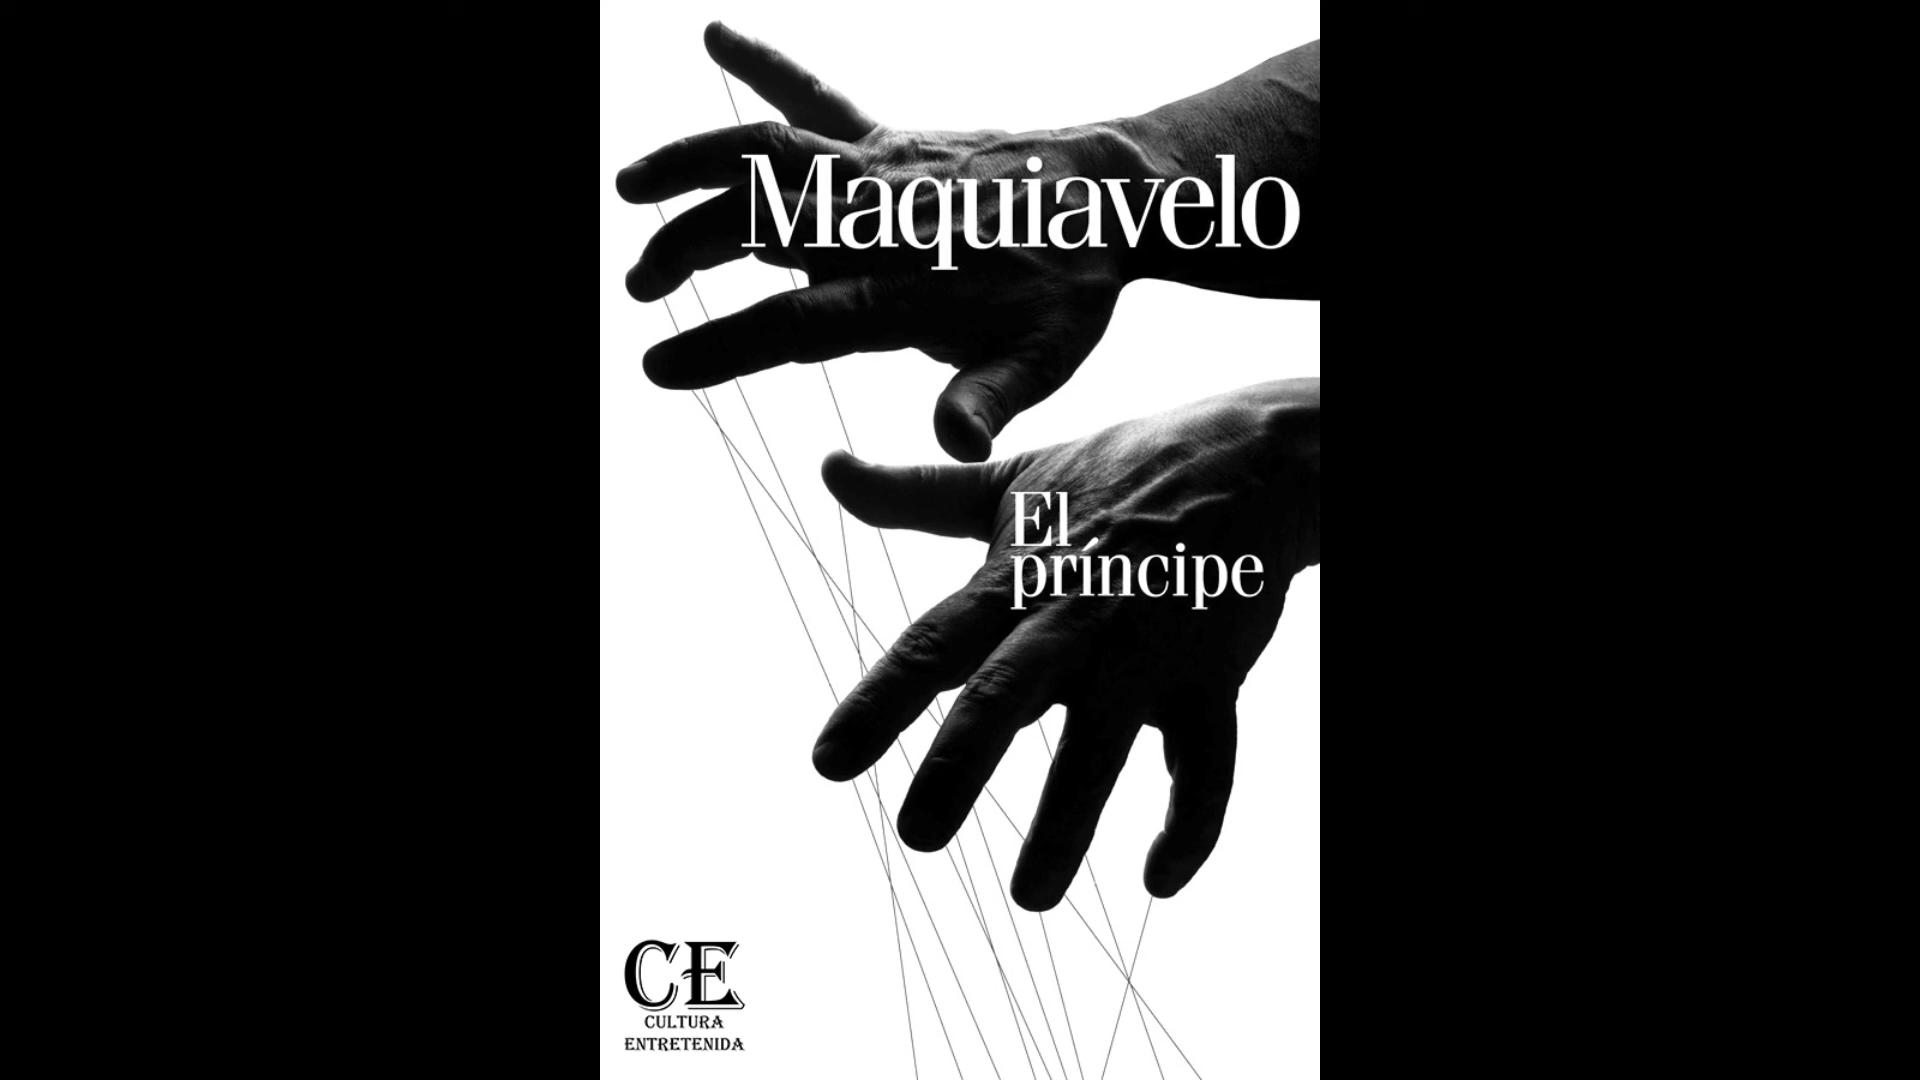 Maquiavelo
El
príncipe
CE
CULTURA
ENTRETENIDA